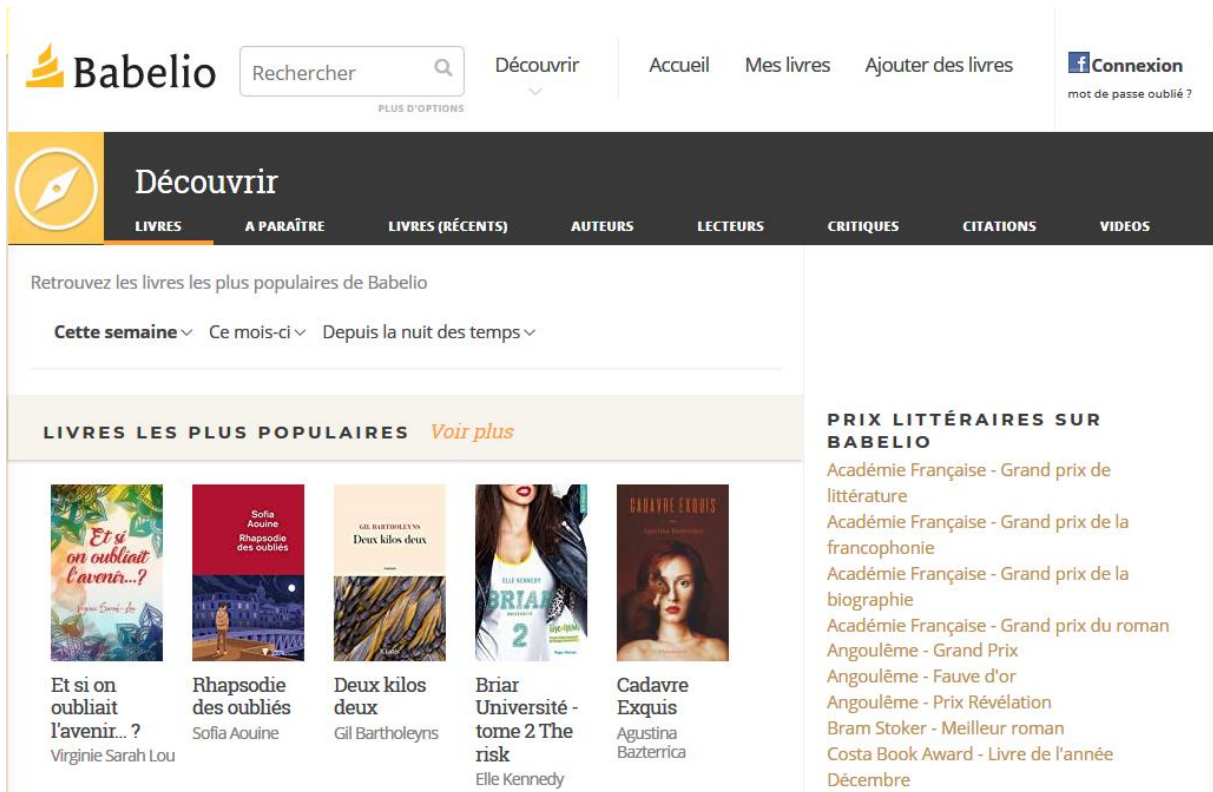 Babelio
Rechercher
PLUS D'OPTIONS
Découvrir
Accueil
Mes livres
Ajouter des livres
f Connexion
mot de passe oublié ?
Découvrir
LIVRES
A PARAÎTRE
LIVRES (RÉCENTS)
AUTEURS
LECTEURS
CRITIQUES
CITATIONS
VIDEOS
Retrouvez les livres les plus populaires de Babelio
Cette semaine
Ce mois-ci
Depuis la nuit des temps
LIVRES LES PLUS POPULAIRES Voir plus
Et si
on oubliait
l'avenir...?
Virginie Sarah-Lou
Sofia
Aouine
Rhapsodie
des oubliés
GIL BARTHOLEYNS
Deux kilos deux
ELLE KENNEDY
BRIAR
UNIVERSITÉ
2
CADAVRE EXQUIS
Agustina Bazterrica
Et si on
oubliait
l'avenir... ?
Virginie Sarah Lou
Rhapsodie
des oubliés
Sofia Aouine
Deux kilos
deux
Gil Bartholeyns
Briar
Université -
tome 2 The
risk
Elle Kennedy
Cadavre
Exquis
Agustina
Bazterrica
PRIX LITTÉRAIRES SUR
BABELIO
Académie Française - Grand prix de
littérature
Académie Française - Grand prix de la
francophonie
Académie Française - Grand prix de la
biographie
Académie Française - Grand prix du roman
Angoulême - Grand Prix
Angoulême - Fauve d'or
Angoulême - Prix Révélation
Bram Stoker - Meilleur roman
Costa Book Award - Livre de l'année
Décembre